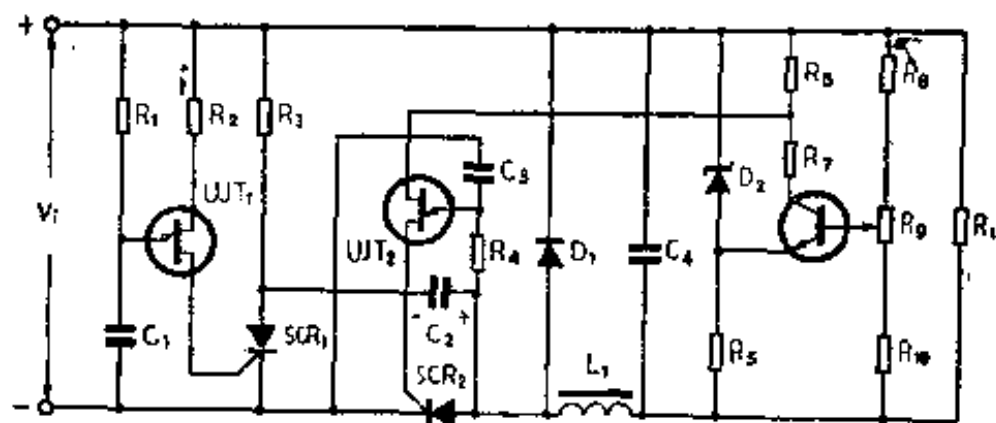 +
R₁
R₂
R₃
C₃
R₆
R₈
UJT₁
Vi
R₇
D₂
UJT₂
R₄
D₁
C₄
R₉
C₁
SCR₁
- C₂ +
SCR₂
L₁
R₅
R₁₀
-